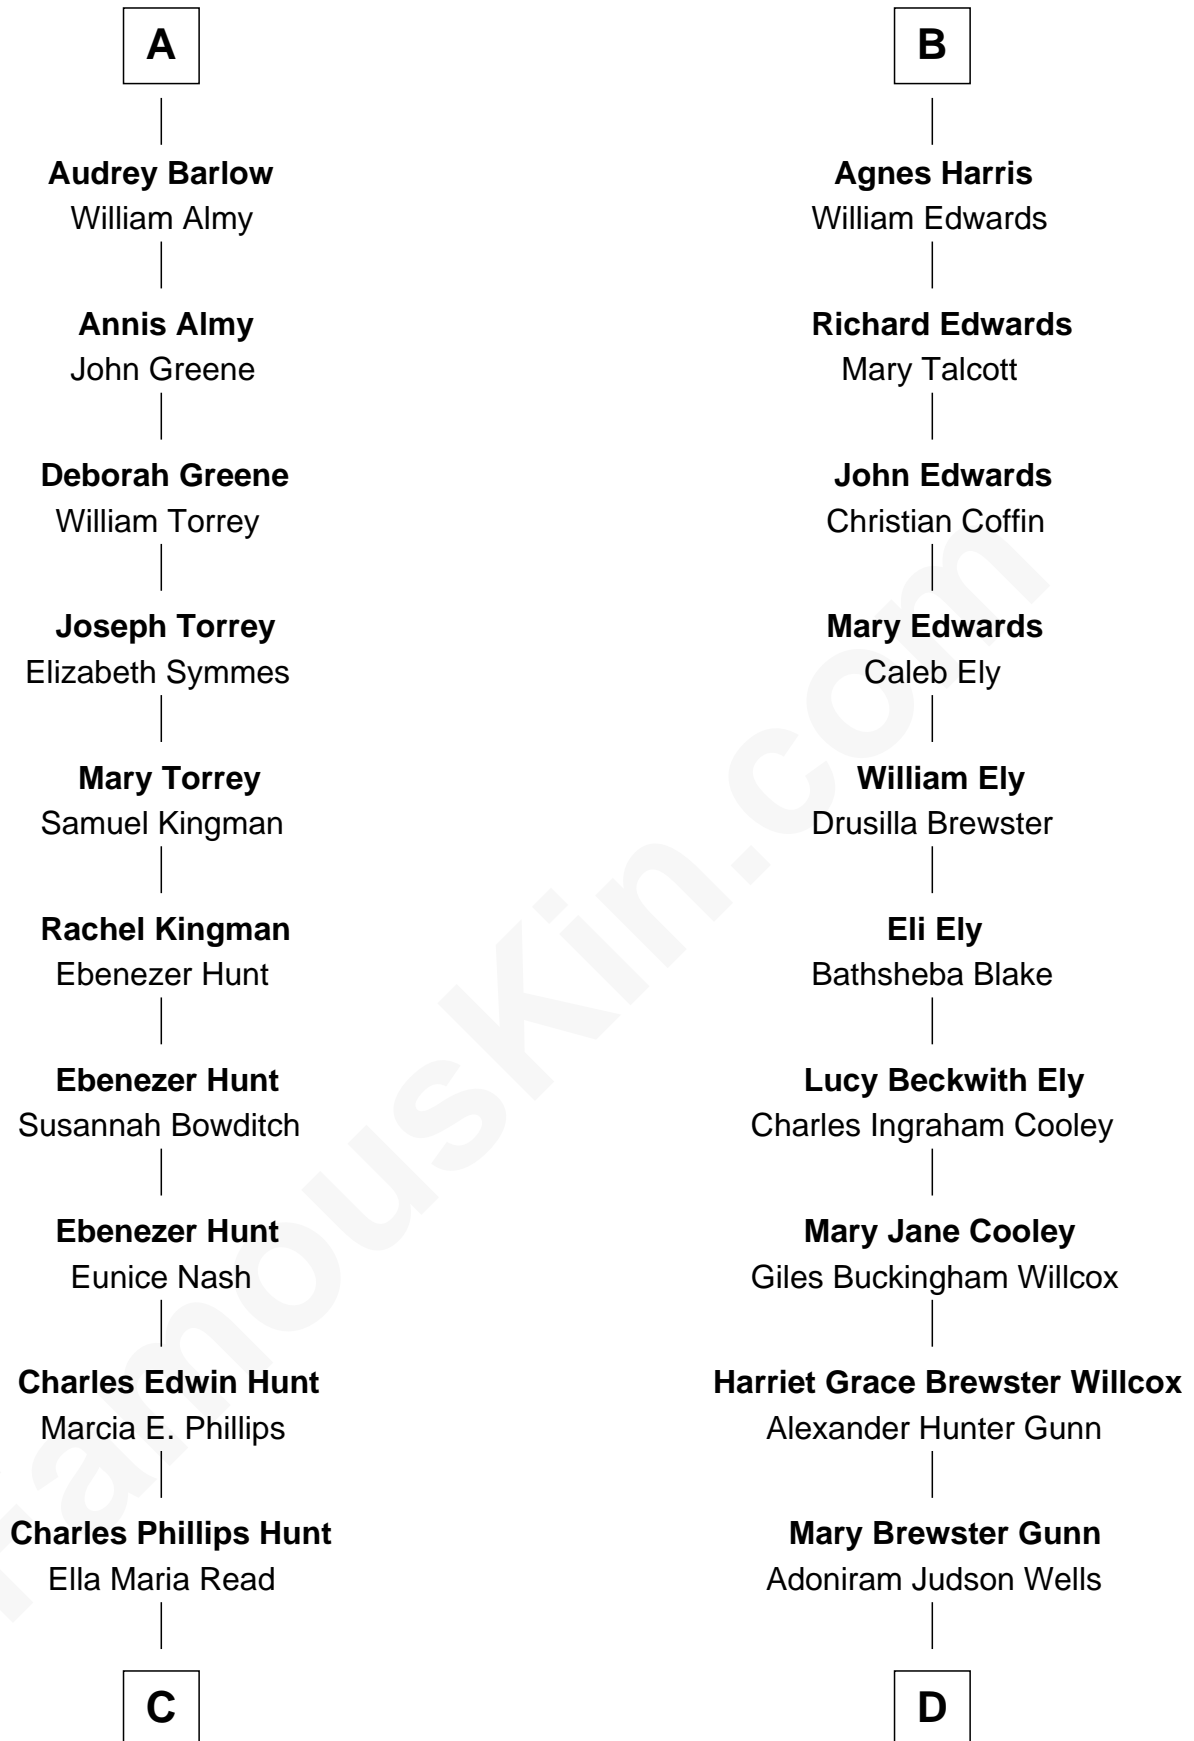 A
Audrey Barlow
William Almy
Annis Almy
John Greene
Deborah Greene
William Torrey
Joseph Torrey
Elizabeth Symmes
Mary Torrey
Samuel Kingman
Rachel Kingman
Ebenezer Hunt
Ebenezer Hunt
Susannah Bowditch
Ebenezer Hunt
Eunice Nash
Charles Edwin Hunt
Marcia E. Phillips
Charles Phillips Hunt
Ella Maria Read
C
B
Agnes Harris
William Edwards
Richard Edwards
Mary Talcott
John Edwards
Christian Coffin
Mary Edwards
Caleb Ely
William Ely
Drusilla Brewster
Eli Ely
Bathsheba Blake
Lucy Beckwith Ely
Charles Ingraham Cooley
Mary Jane Cooley
Giles Buckingham Willcox
Harriet Grace Brewster Willcox
Alexander Hunter Gunn
Mary Brewster Gunn
Adoniram Judson Wells
D
FamousKin.com